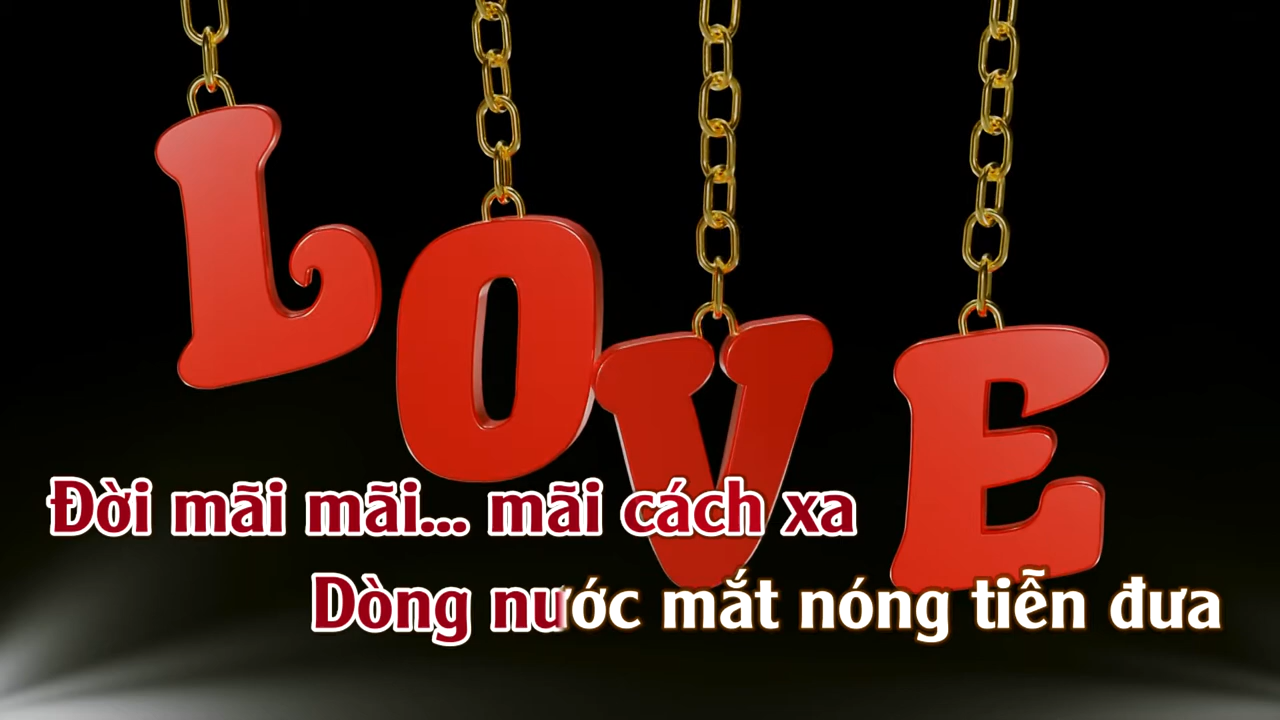 LOVE
Đời mãi mãi... mãi cách xa
Dòng nước mắt nóng tiễn đưa